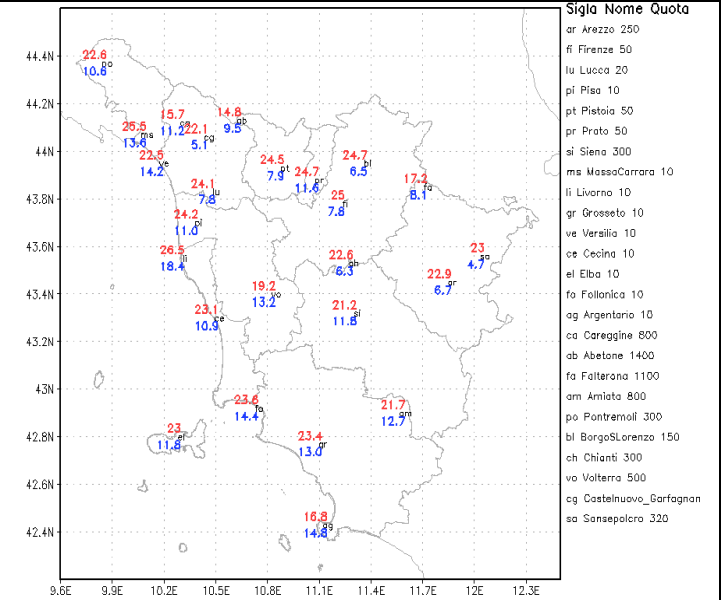 44.4N
44.2N
44N
43.8N
43.6N
43.4N
43.2N
43N
42.8N
42.6N
42.4N
9.6E 9.9E 10.2E 10.5E 10.8E 11.1E 11.4E 11.7E 12E 12.3E
22.6
po
10.6
15.7
ca
11.2
14.8
ab
9.5
25.5
ms
13.6
22.1
cg
5.1
22.5
ve
14.2
24.5
pt
7.9
24.7
bl
6.5
24.7
pr
11.6
24.1
lu
7.8
17.2
fa
8.1
25
fi
7.8
24.2
pi
11.0
26.5
li
18.4
22.6
ch
6.3
23
sa
4.7
22.9
ar
6.7
19.2
vo
13.2
23.1
ce
10.9
21.2
si
11.8
23.8
fo
14.4
21.7
am
12.7
23
el
11.8
23.4
gr
13.0
16.8
ag
14.8
Sigla Nome Quota
ar Arezzo 250
fi Firenze 50
lu Lucca 20
pi Pisa 10
pt Pistoia 50
pr Prato 50
si Siena 300
ms MassaCarrara 10
li Livorno 10
gr Grosseto 10
ve Versilia 10
ce Cecina 10
el Elba 10
fo Follonica 10
ag Argentario 10
ca Careggine 800
ab Abetone 1400
fa Falterona 1100
am Amiata 800
po Pontremoli 300
bl BorgoSLorenzo 150
ch Chianti 300
vo Volterra 500
cg Castelnuovo_Garfagnan
sa Sansepolcro 320